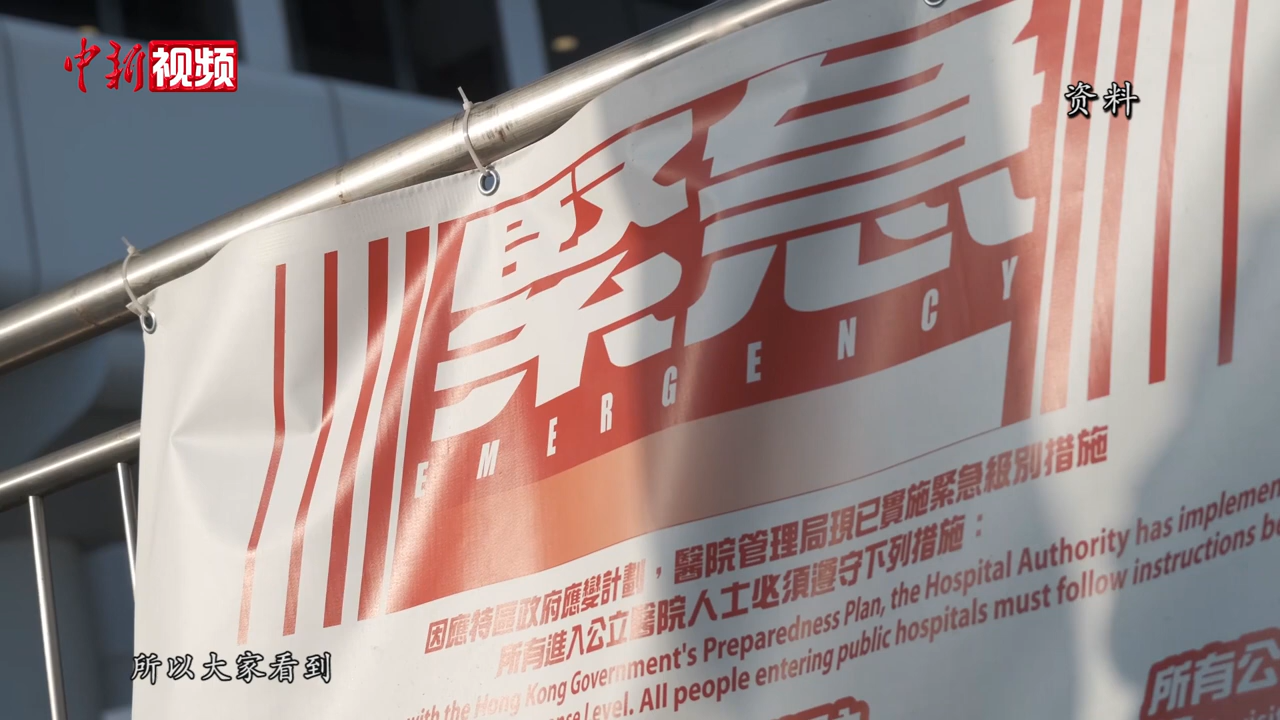 中新视频
资料
緊急
EMERGENCY
因應特區政府應變計劃，醫院管理局現已實施緊急級別措施
所有進入公立醫院人士必須遵守下列措施：
with the Hong Kong Government's Preparedness Plan, the Hospital Authority has implemen
nse Level. All people entering public hospitals must follow instructions be
所有公
所以大家看到